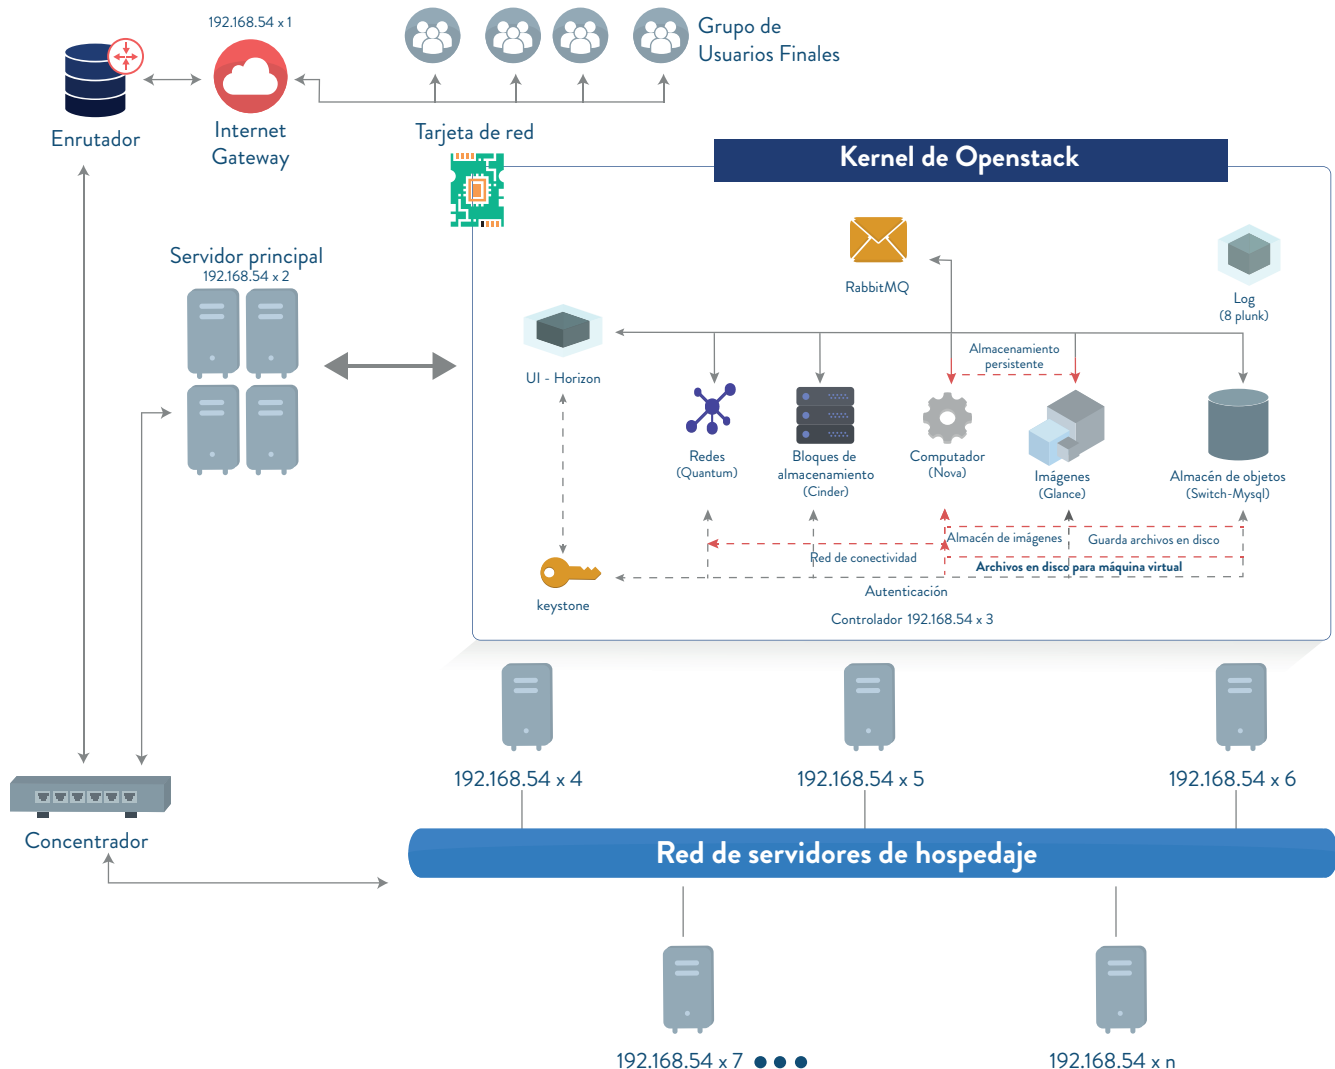 192.168.54 x 1
Grupo de
Usuarios Finales
Enrutador
Internet
Gateway
Tarjeta de red
Kernel de Openstack
Servidor principal
192.168.54 x 2
RabbitMQ
Log
(8 plunk)
UI - Horizon
Almacenamiento
persistente
Redes
(Quantum)
Bloques de
almacenamiento
(Cinder)
Computador
(Nova)
Imágenes
(Glance)
Almacén de objetos
(Switch-Mysql)
Almacén de imágenes
Guarda archivos en disco
Red de conectividad
Archivos en disco para máquina virtual
Autenticación
keystone
Controlador 192.168.54 x 3
192.168.54 x 4
192.168.54 x 5
192.168.54 x 6
Concentrador
Red de servidores de hospedaje
192.168.54 x 7
192.168.54 x n